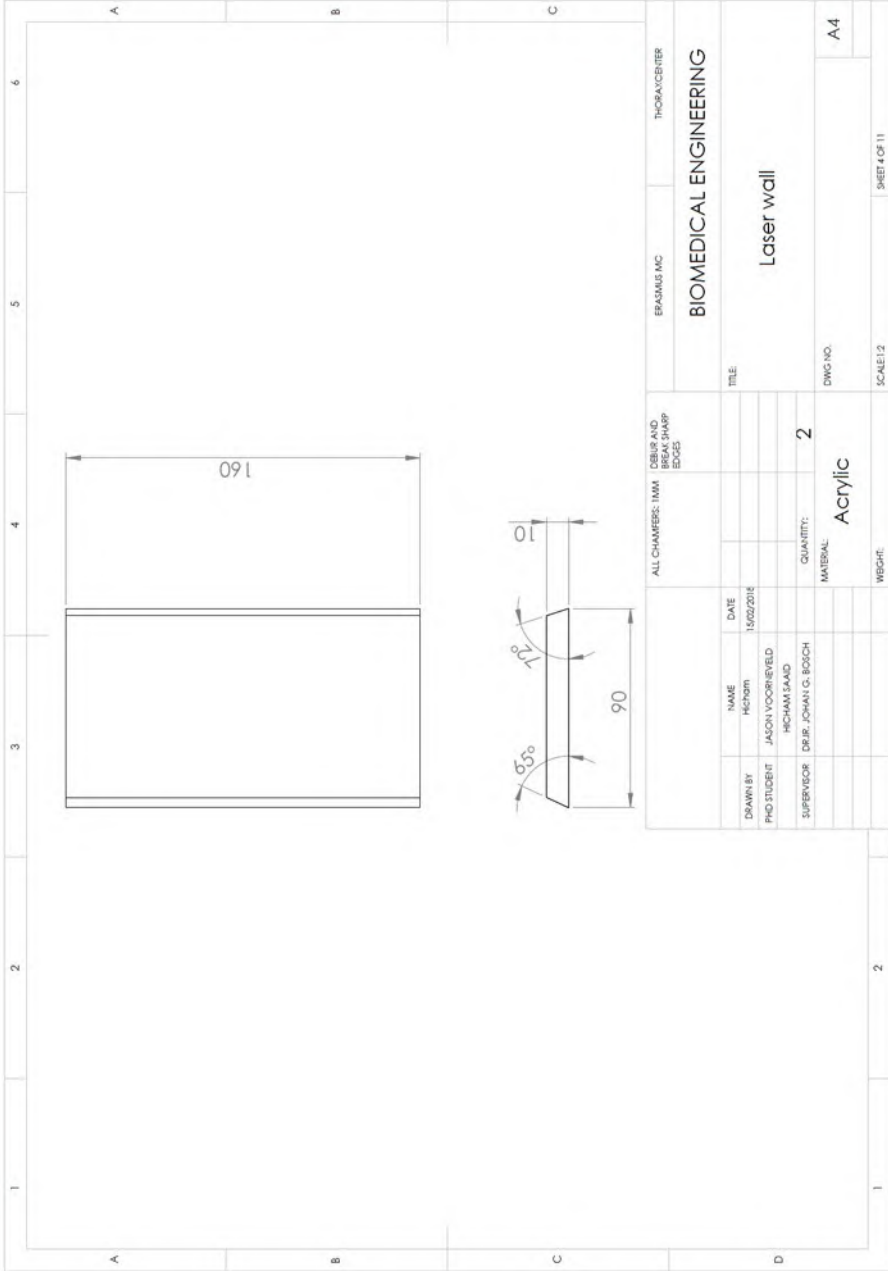 1 2 3 4 5 6
A A
B B
C C
D
1 2
160
10
72°
65°
90
ALL CHAMFERS: 1MM
DEBUR AND
BREAK SHARP
EDGES
ERASMUS MC
THORAXCENTER
BIOMEDICAL ENGINEERING
NAME DATE
DRAWN BY Hicham
PHD STUDENT JASON VOORNEVELD
HICHAM SAAID
SUPERVISOR DR.IR. JOHAN G. BOSCH
QUANTITY: 2
TITLE:
Laser wall
MATERIAL:
Acrylic
DWG NO.
A4
WEIGHT:
SCALE:1:2
SHEET 4 OF 11